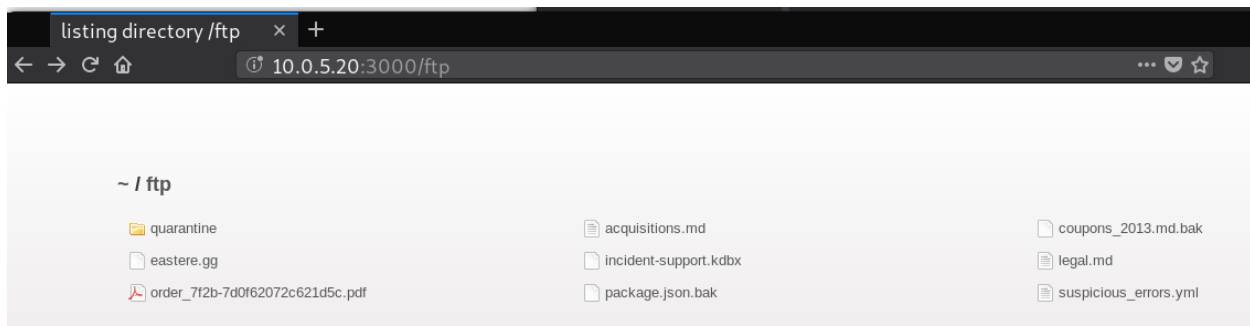 listing directory /ftp
10.0.5.20:3000/ftp
~ / ftp
quarantine acquisitions.md coupons_2013.md.bak
eastere.gg incident-support.kdbx legal.md
order_7f2b-7d0f62072c621d5c.pdf package.json.bak suspicious_errors.yml